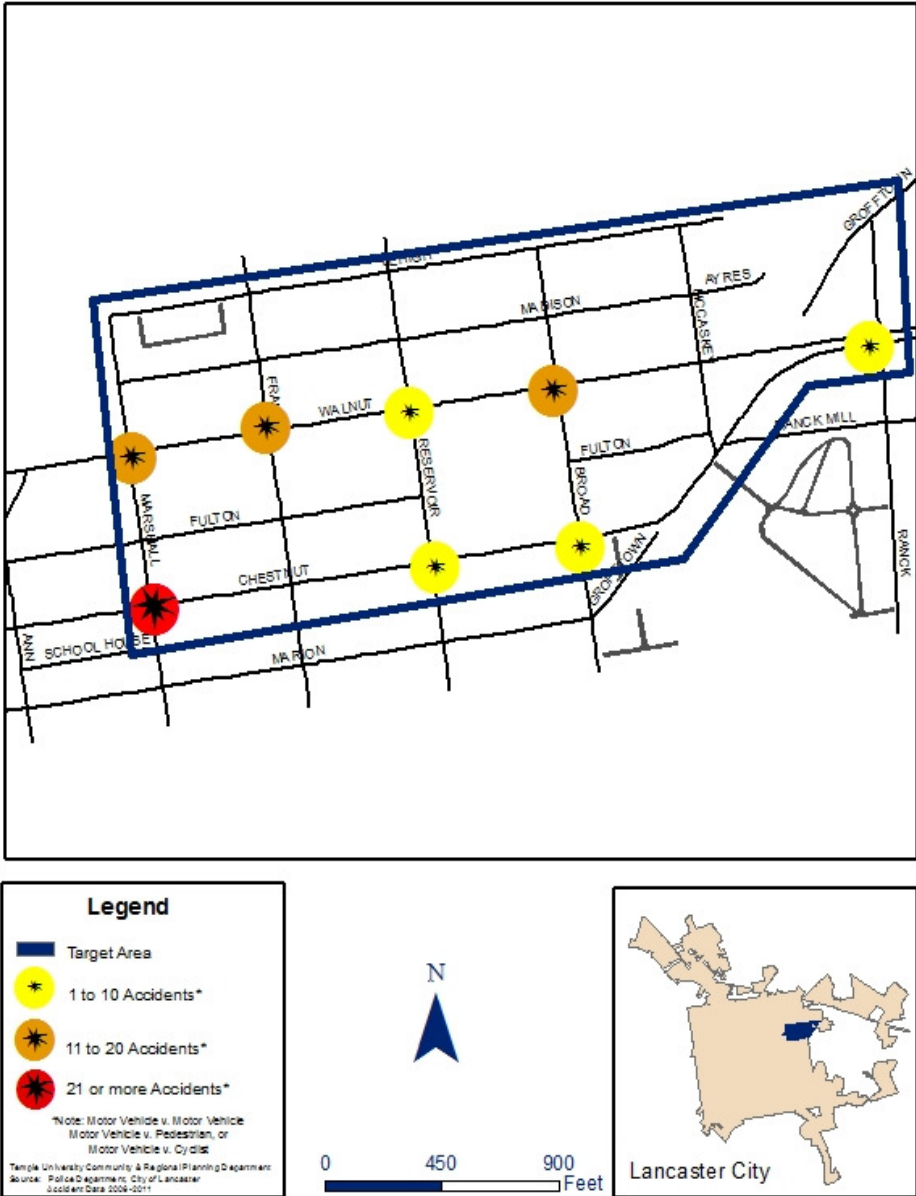 GROFFTOWN
AYRES
MADISON
MCCASKEY
FRA
WALNUT
RANCK MILL
RESERVOIR
FULTON
BROAD
MARSHALL
FULTON
RANCK
CHESTNUT
GROFFTOWN
ANN
SCHOOL HOUSE
MARION
Legend
Target Area
1 to 10 Accidents*
11 to 20 Accidents*
21 or more Accidents*
*Note: Motor Vehicle v. Motor Vehicle
Motor Vehicle v. Pedestrian, or
Motor Vehicle v. Cyclist
Temple University Community & Regional Planning Department
Source: Police Department, City of Lancaster
Accident Data 2006-2011
N
0 450 900
Feet
Lancaster City